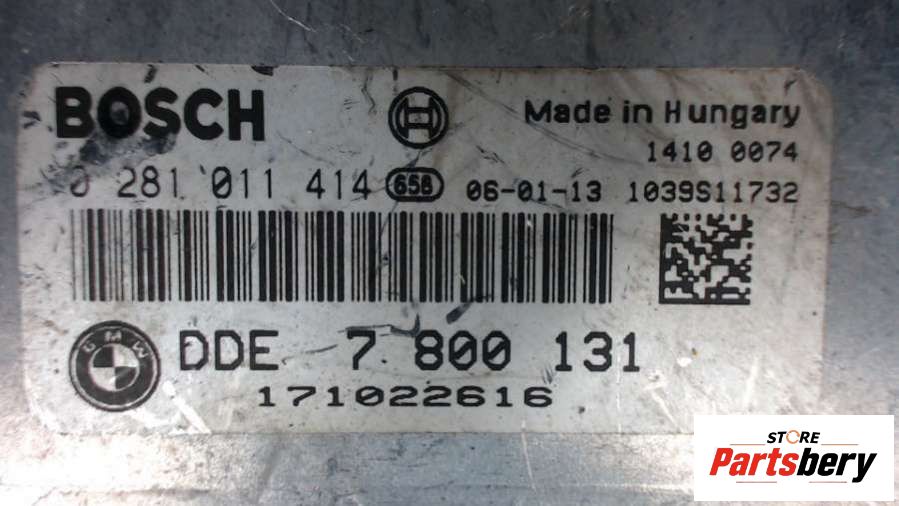 BOSCH
Made in Hungary
1410 0074
0 281 011 414 658 06-01-13 1039S11732
BMW
DDE 7 800 131
171022616
STORE
Partsbery